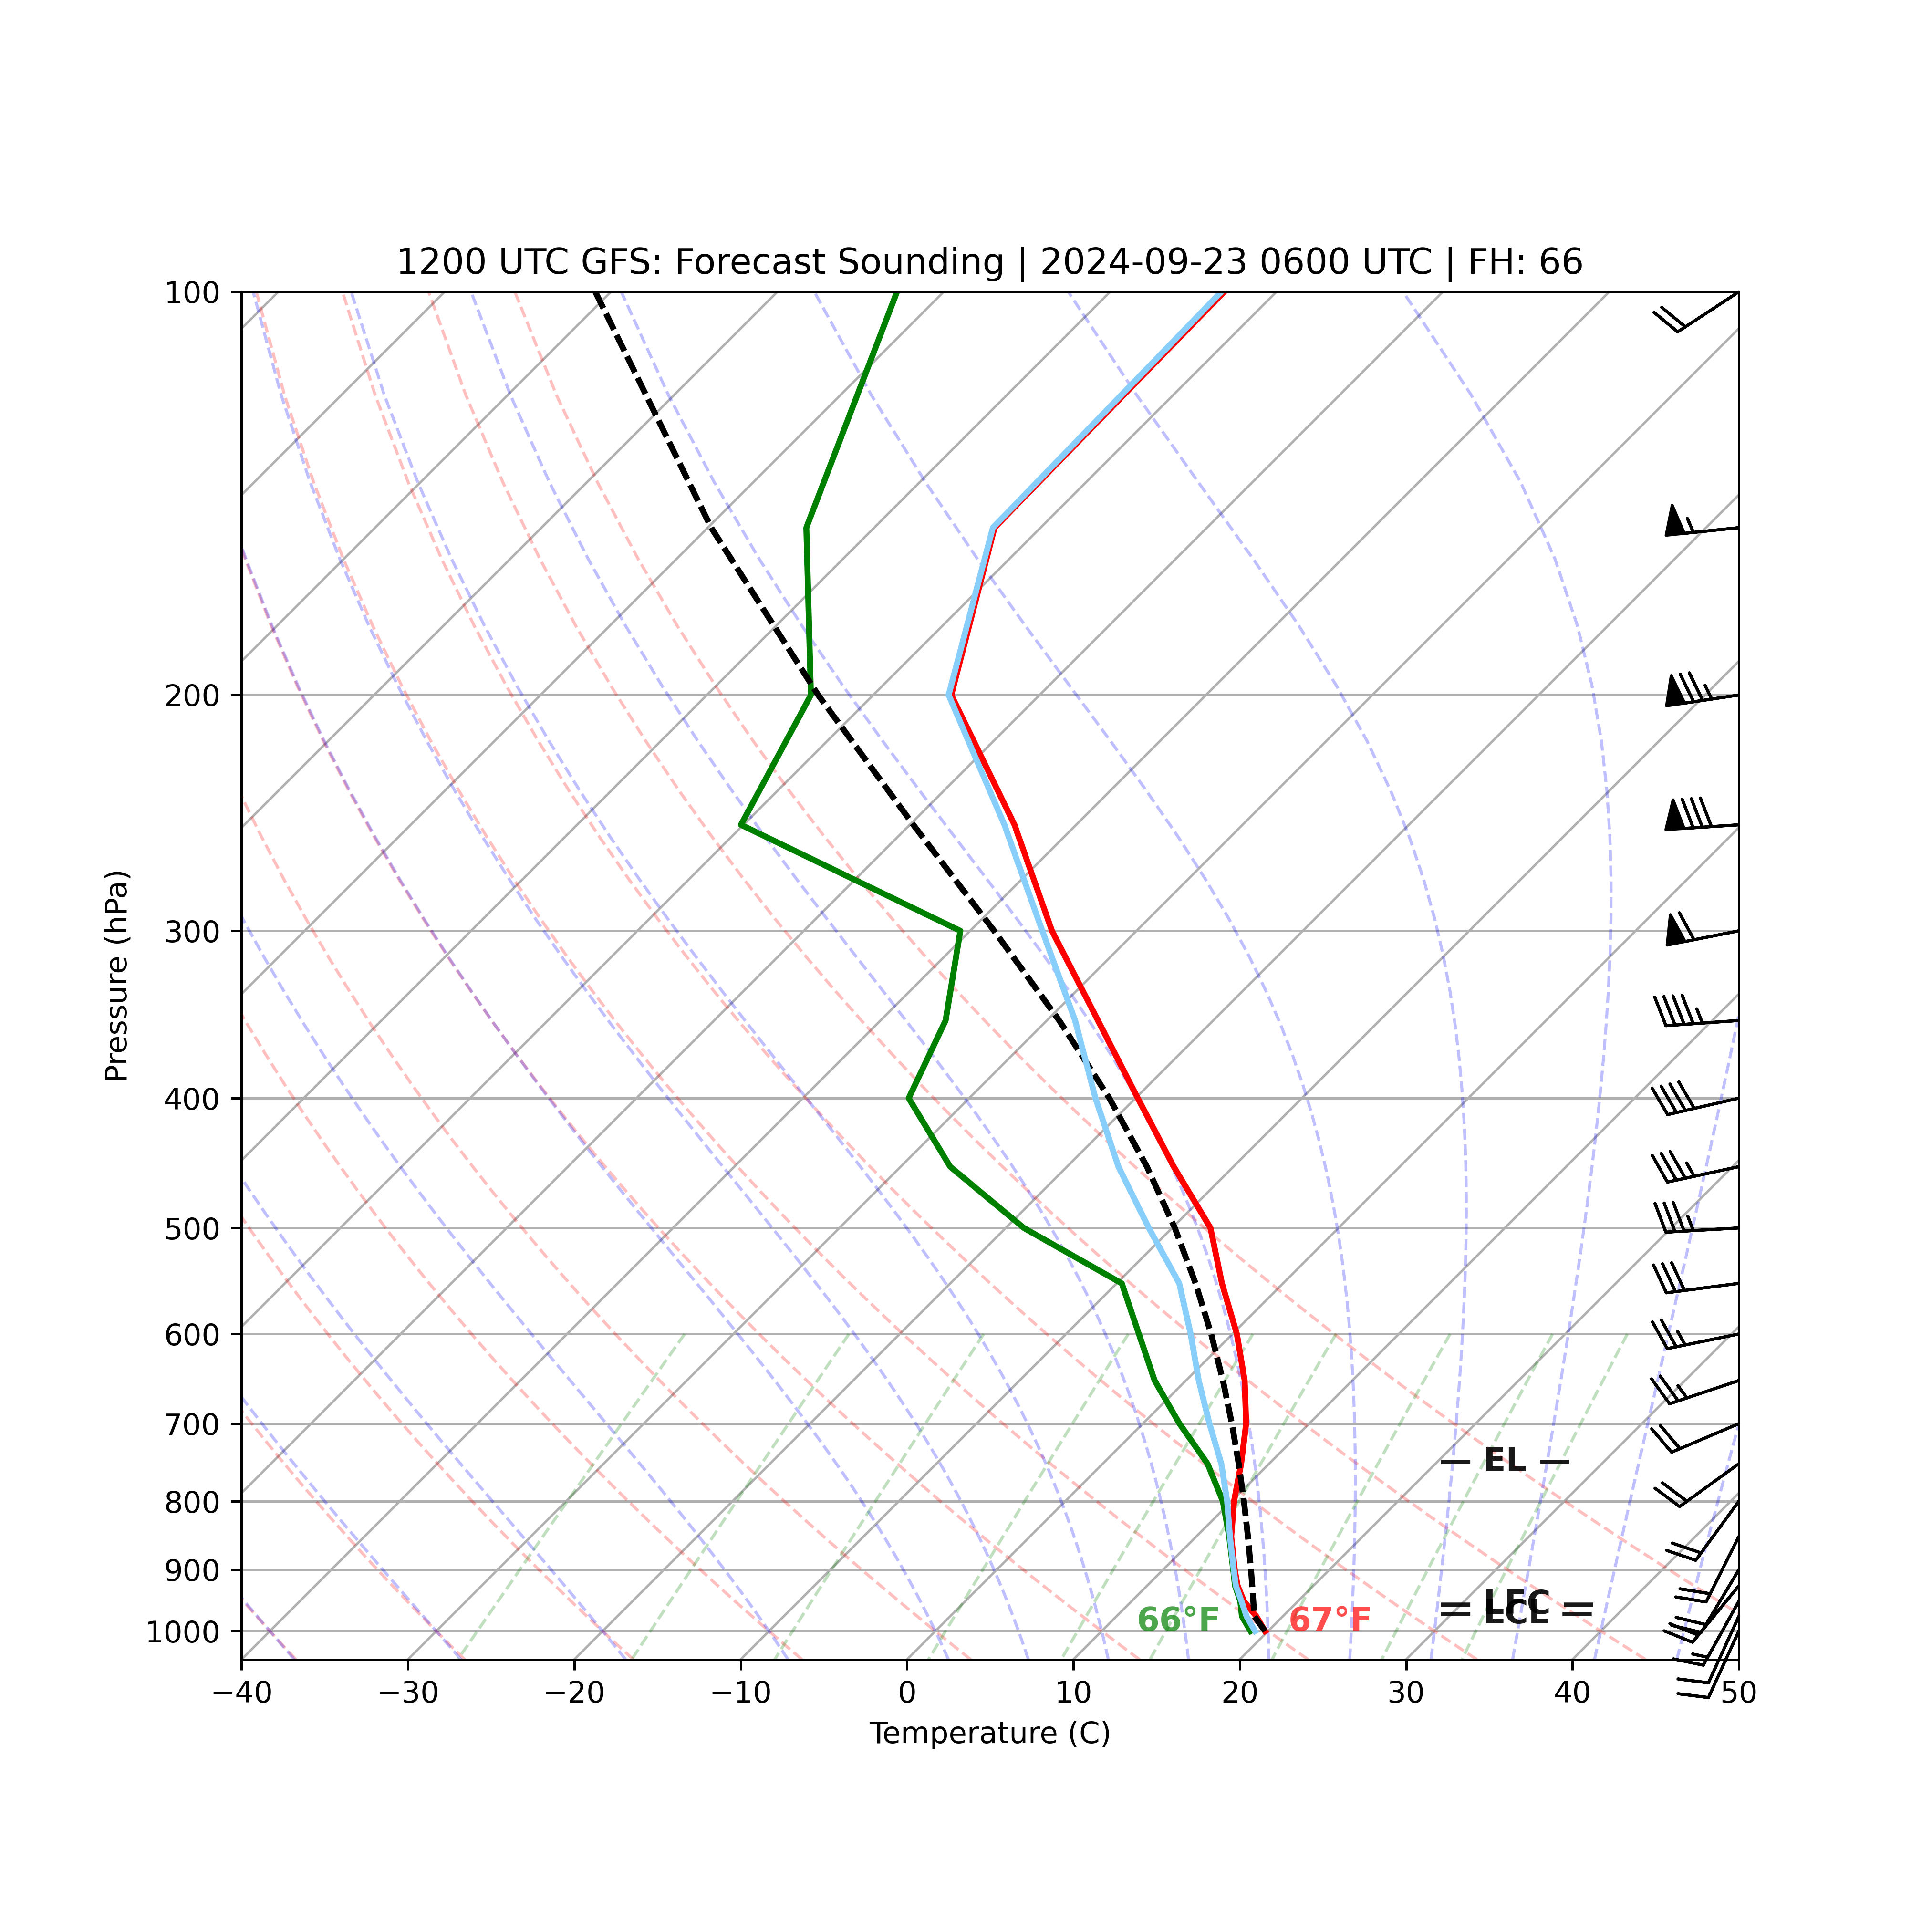 1200 UTC GFS: Forecast Sounding | 2024-09-23 0600 UTC | FH: 66
100
200
300
400
500
600
700
800
900
1000
Pressure (hPa)
— EL —
— LFC —
— LCL —
66°F
67°F
−40
−30
−20
−10
0
10
20
30
40
50
Temperature (C)